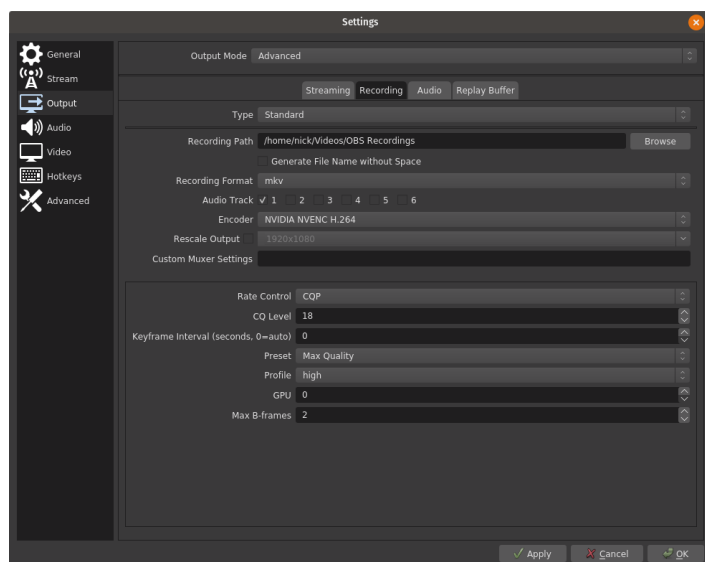 Settings
General
Stream
Output
Audio
Video
Hotkeys
Advanced
Output Mode Advanced
Streaming Recording Audio Replay Buffer
Type Standard
Recording Path /home/nick/Videos/OBS Recordings Browse
Generate File Name without Space
Recording Format mkv
Audio Track 1 2 3 4 5 6
Encoder NVIDIA NVENC H.264
Rescale Output 1920x1080
Custom Muxer Settings
Rate Control CQP
CQ Level 18
Keyframe Interval (seconds, 0=auto) 0
Preset Max Quality
Profile high
GPU 0
Max B-frames 2
Apply Cancel OK